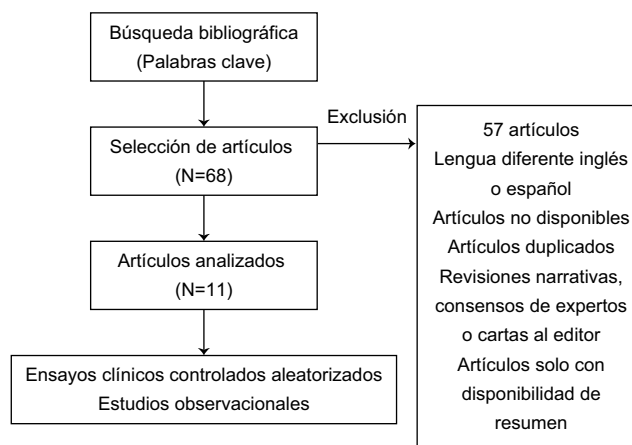 Búsqueda bibliográfica
(Palabras clave)
Exclusión
Selección de artículos
(N=68)
57 artículos
Lengua diferente inglés
o español
Artículos no disponibles
Artículos duplicados
Revisiones narrativas,
consensos de expertos
o cartas al editor
Artículos solo con
disponibilidad de
resumen
Artículos analizados
(N=11)
Ensayos clínicos controlados aleatorizados
Estudios observacionales